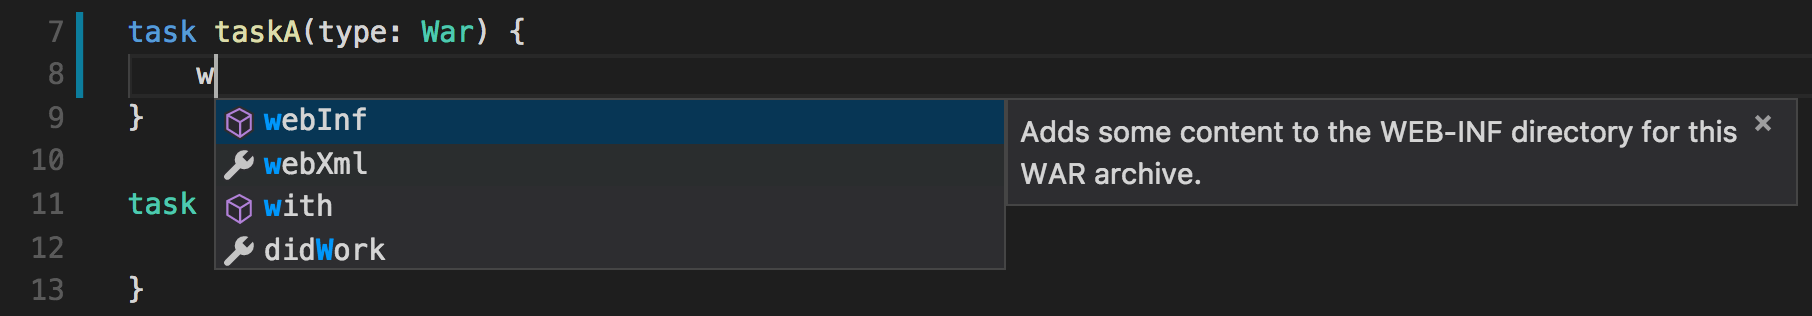 7 task taskA(type: War) {
8 w
9 }
webInf
webXml
with
didWork
Adds some content to the WEB-INF directory for this
WAR archive.
×
10
11 task
12
13 }